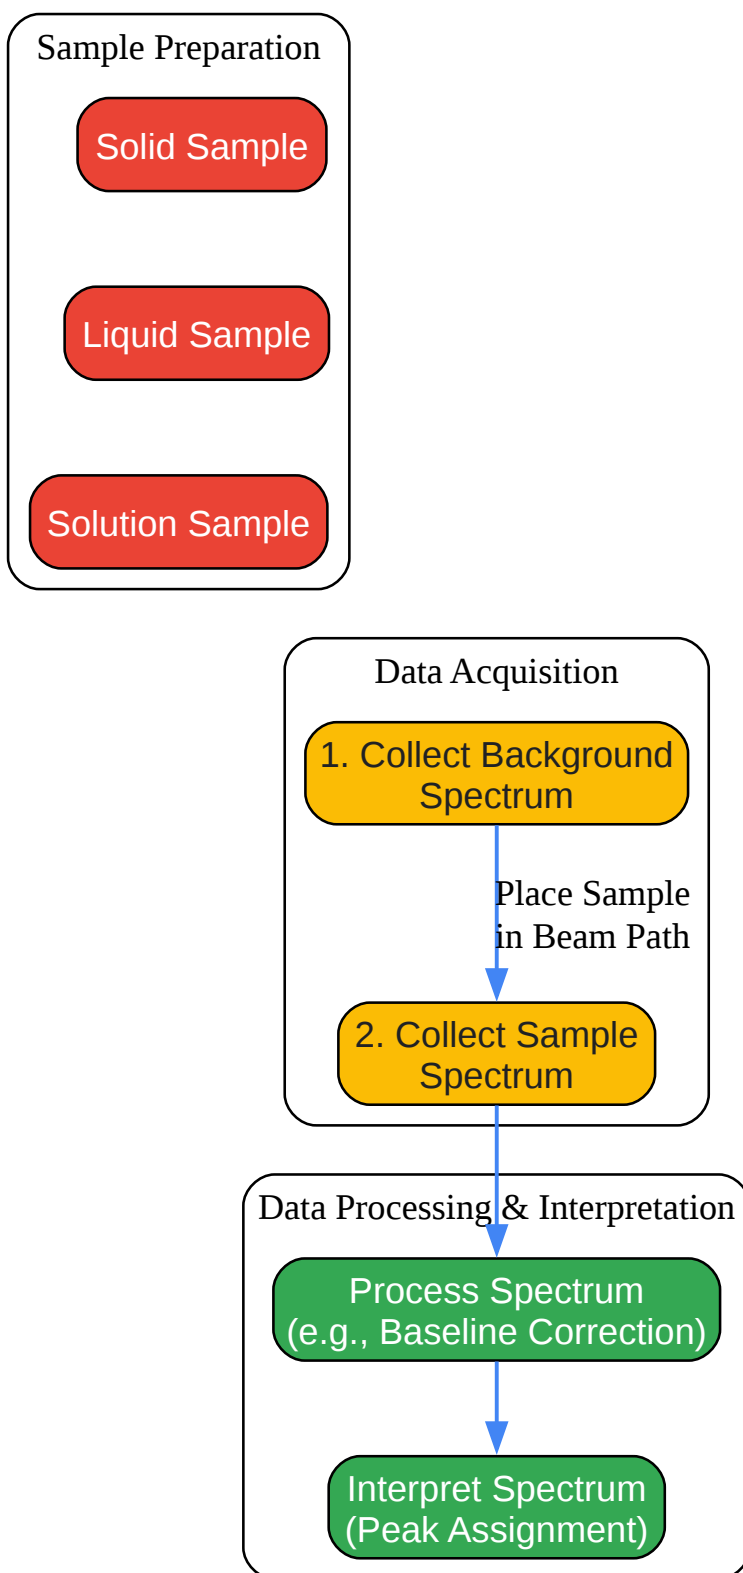 Sample Preparation
Solid Sample
Liquid Sample
Solution Sample
Data Acquisition
1. Collect Background
Spectrum
Place Sample
in Beam Path
2. Collect Sample
Spectrum
Data Processing & Interpretation
Process Spectrum
(e.g., Baseline Correction)
Interpret Spectrum
(Peak Assignment)